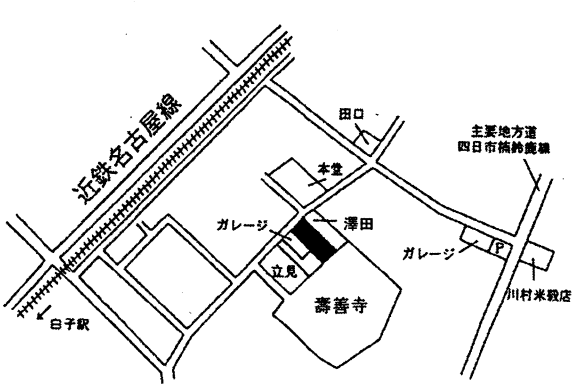 近鉄名古屋線
田口
主要地方道
四日市楠鈴鹿線
本堂
ガレージ
澤田
ガレージ
P
立見
壽善寺
川村米穀店
白子駅